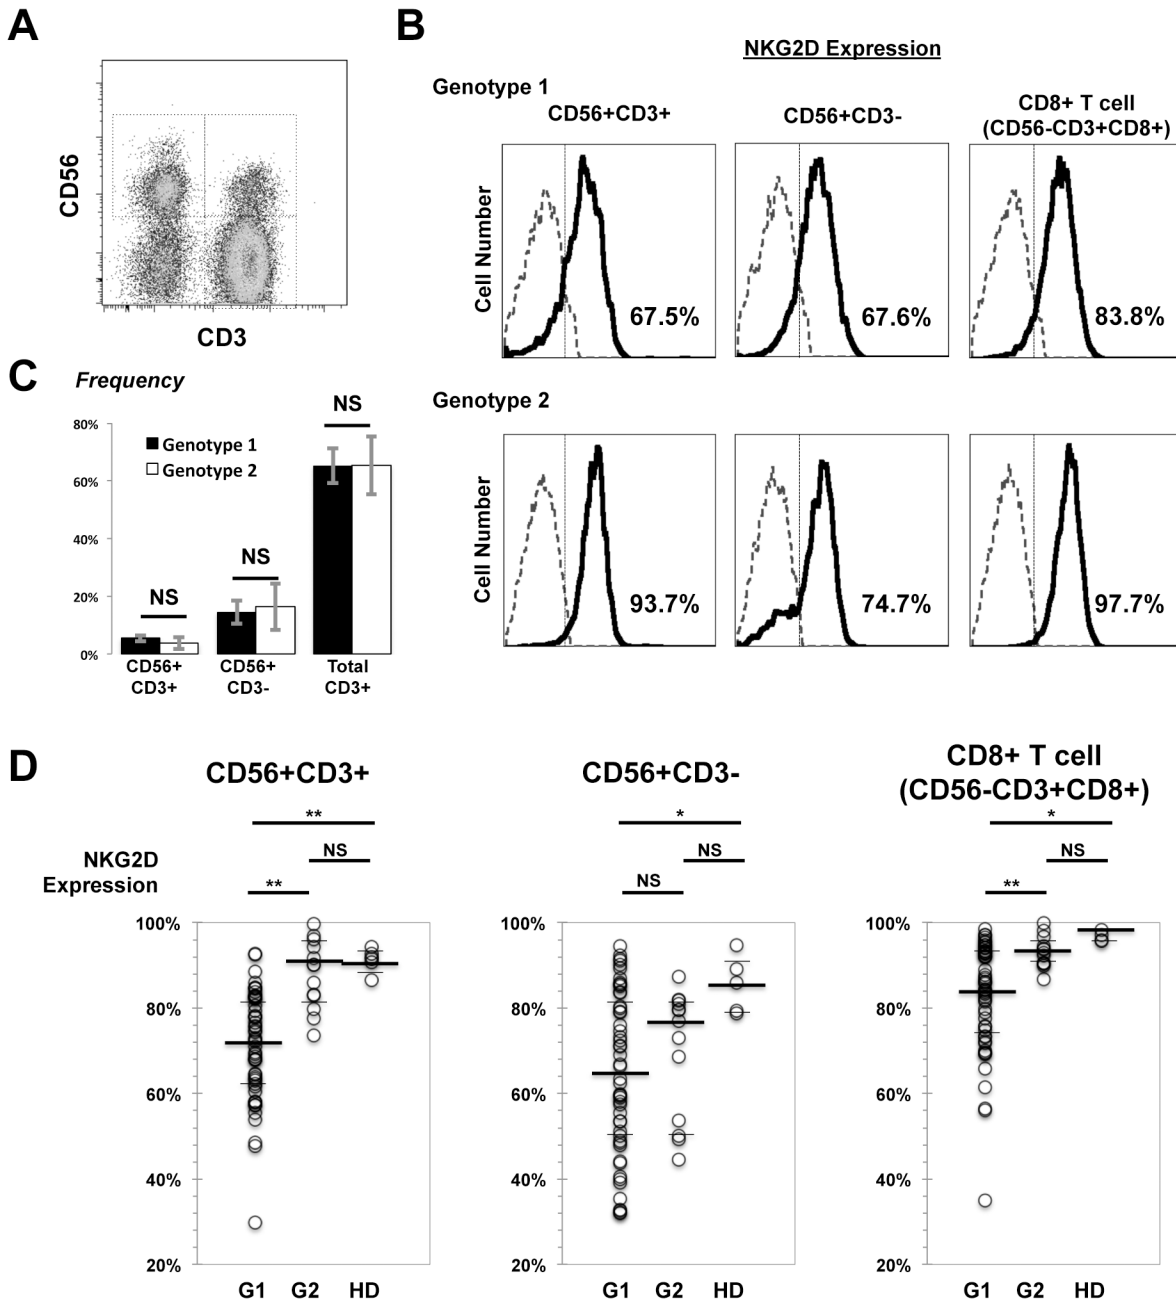 A
CD56
CD3
B
NKG2D Expression
Genotype 1
CD56+CD3+
CD56+CD3-
CD8+ T cell
(CD56-CD3+CD8+)
Cell Number
67.5%
67.6%
83.8%
Genotype 2
Cell Number
93.7%
74.7%
97.7%
C
Frequency
80%
60%
40%
20%
0%
Genotype 1
Genotype 2
NS
NS
NS
CD56+
CD3+
CD56+
CD3-
Total
CD3+
D
NKG2D
Expression
CD56+CD3+
**
NS
**
100%
80%
60%
40%
20%
G1 G2 HD
CD56+CD3-
*
NS
NS
100%
80%
60%
40%
20%
G1 G2 HD
CD8+ T cell
(CD56-CD3+CD8+)
*
NS
**
100%
80%
60%
40%
20%
G1 G2 HD